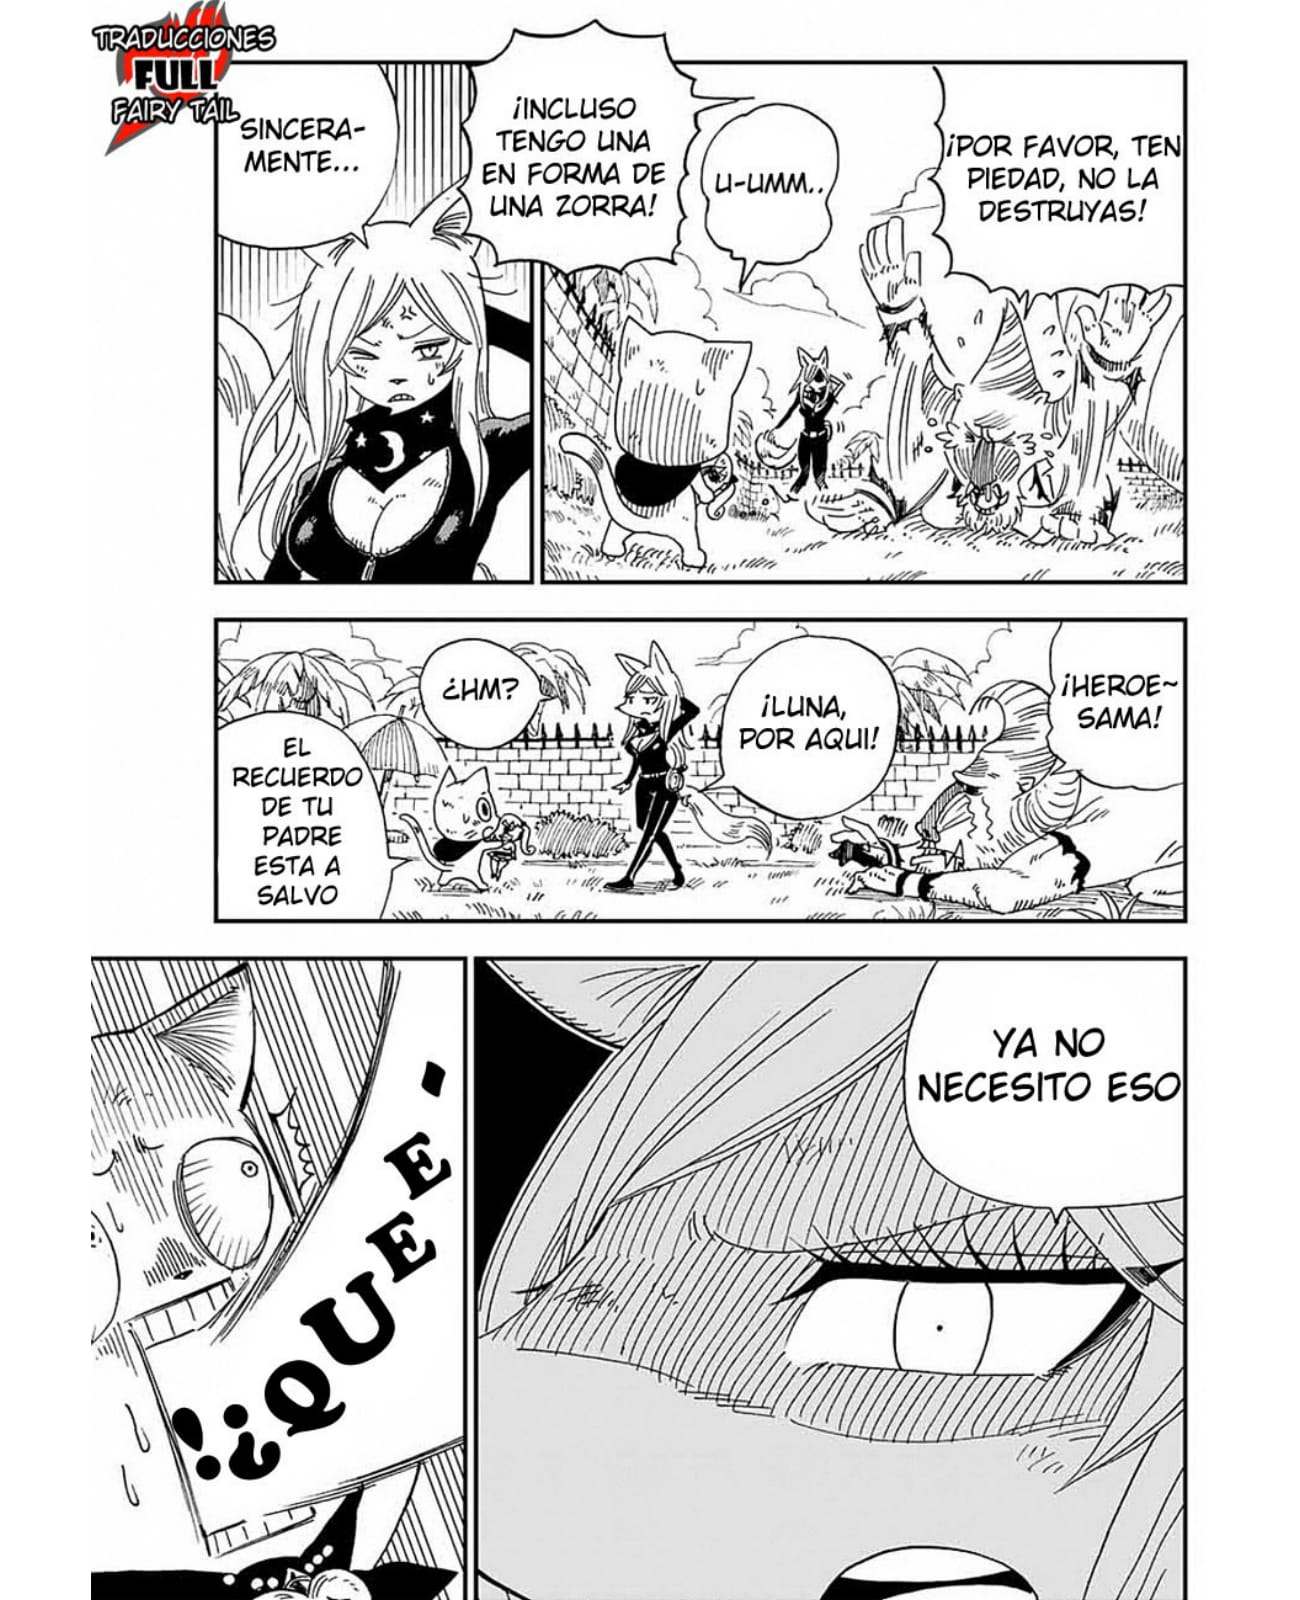 TRADUCCIONES
FULL
FAIRY TAIL
¡POR FAVOR, TEN
PIEDAD, NO LA
DESTRUYAS!
U-UMM..
¡INCLUSO
TENGO UNA
EN FORMA DE
UNA ZORRA!
SINCERA-
MENTE...
¡HEROE~
SAMA!
¡LUNA,
POR AQUI!
¿HM?
EL
RECUERDO
DE TU
PADRE
ESTA A
SALVO
YA NO
NECESITO ESO
!¿QUEEE-